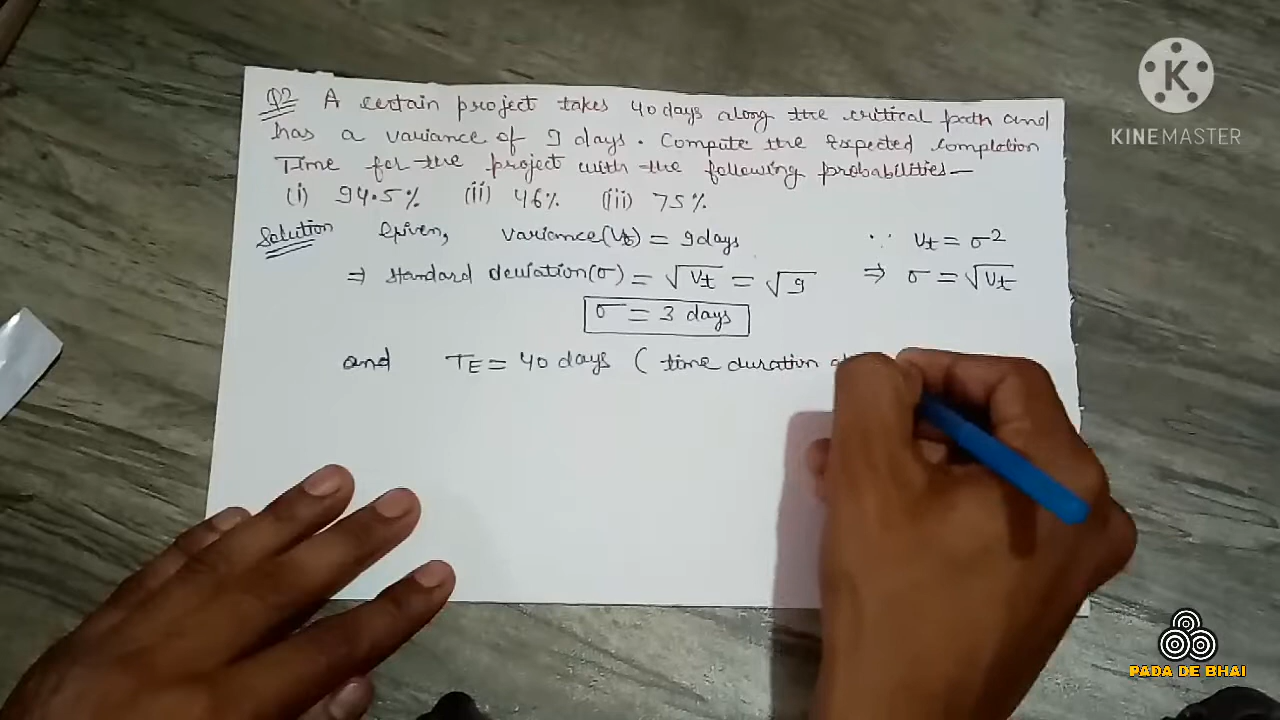 Q2 A certain project takes 40 days along the critical path and
has a variance of 9 days. Compute the Expected completion
Time for the project with the following probabilities—
(i) 94.5% (ii) 46% (iii) 75%
Solution Given, variance(Vt) = 9 days ∵ Vt = σ²
⇒ standard deviation(σ) = √Vt = √9 ⇒ σ = √Vt
σ = 3 days
and TE = 40 days ( time duration
K
KINEMASTER
PADA DE BHAI